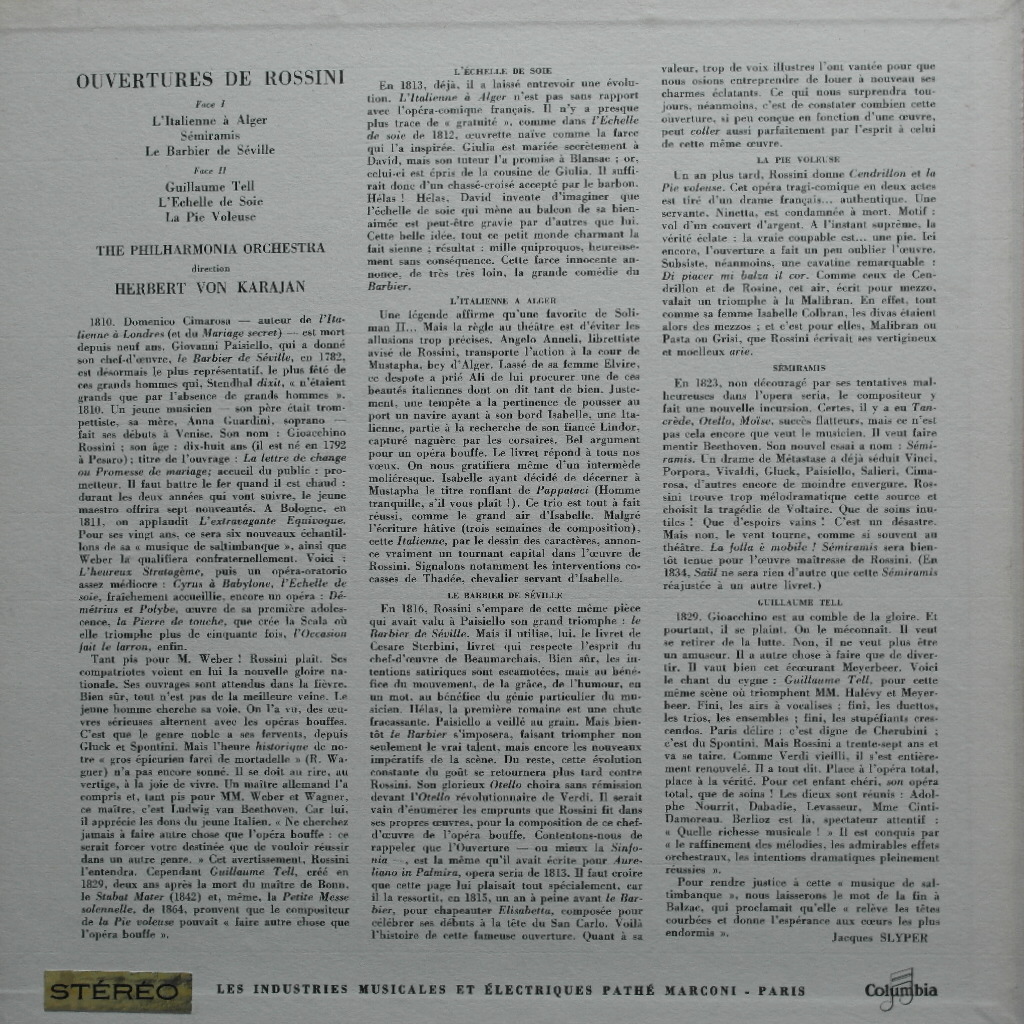 OUVERTURES DE ROSSINI
Face I
L'Italienne à Alger
Sémiramis
Le Barbier de Séville
Face II
Guillaume Tell
L'Echelle de Soie
La Pie Voleuse
THE PHILHARMONIA ORCHESTRA
direction
HERBERT VON KARAJAN
1810. Domenico Cimarosa — auteur de l'Ita-
lienne à Londres (et du Mariage secret) — est mort
depuis neuf ans. Giovanni Paisiello, qui a donné
son chef-d'œuvre, le Barbier de Séville, en 1782,
est désormais le plus représentatif, le plus fêté de
ces grands hommes qui, Stendhal dixit, « n'étaient
grands que par l'absence de grands hommes ».
1810. Un jeune musicien — son père était trom-
pettiste, sa mère, Anna Guardini, soprano —
fait ses débuts à Venise. Son nom : Gioacchino
Rossini ; son âge : dix-huit ans (il est né en 1792
à Pesaro) ; titre de l'ouvrage : La lettre de change
ou Promesse de mariage; accueil du public : pro-
metteur. Il faut battre le fer quand il est chaud :
durant les deux années qui vont suivre, le jeune
maestro offrira sept nouveautés. A Bologne, en
1811, on applaudit L'extravagante Equivoque.
Pour ses vingt ans, ce sera six nouveaux échantil-
lons de sa « musique de saltimbanque », ainsi que
Weber la qualifiera confraternellement. Voici :
L'heureux Stratagème, puis un opéra-oratorio
assez médiocre : Cyrus à Babylone, l'Echelle de
soie, fraîchement accueillie, encore un opéra : Dé-
métrius et Polybe, œuvre de sa première adoles-
cence, la Pierre de touche, que crée la Scala où
elle triomphe plus de cinquante fois, l'Occasion
fait le larron, enfin.
Tant pis pour M. Weber ! Rossini plaît. Ses
compatriotes voient en lui la nouvelle gloire na-
tionale. Ses ouvrages sont attendus dans la fièvre.
Bien sûr, tout n'est pas de la meilleure veine. Le
jeune homme cherche sa voie. On l'a vu, des œu-
vres sérieuses alternent avec les opéras bouffes.
C'est que le genre noble a ses fervents, depuis
Gluck et Spontini. Mais l'heure historique de no-
tre « gros épicurien farci de mortadelle » (R. Wa-
gner) n'a pas encore sonné. Il se doit au rire, au
vertige, à la joie de vivre. Un maître allemand l'a
compris et, tant pis pour MM. Weber et Wagner,
ce maître, c'est Ludwig van Beethoven. Car lui,
il apprécie les dons du jeune Italien. « Ne cherchez
jamais à faire autre chose que l'opéra bouffe : ce
serait forcer votre destinée que de vouloir réussir
dans un autre genre. » Cet avertissement, Rossini
l'entendra. Cependant Guillaume Tell, créé en
1829, deux ans après la mort du maître de Bonn,
le Stabat Mater (1842) et, même, la Petite Messe
solennelle, de 1864, prouvent que le compositeur
de la Pie voleuse pouvait « faire autre chose que
l'opéra bouffe ».
L'ÉCHELLE DE SOIE
En 1813, déjà, il a laissé entrevoir une évolu-
tion. L'Italienne à Alger n'est pas sans rapport
avec l'opéra-comique français. Il n'y a presque
plus trace de « gratuité », comme dans l'Echelle
de soie de 1812, œuvrette naïve comme la farce
qui l'a inspirée. Giulia est mariée secrètement à
David, mais son tuteur l'a promise à Blansac ; or,
celui-ci est épris de la cousine de Giulia. Il suffi-
rait donc d'un chassé-croisé accepté par le barbon.
Hélas ! Hélas, David invente d'imaginer que
l'échelle de soie qui mène au balcon de sa bien-
aimée est peut-être gravie par d'autres que lui.
Cette belle idée, tout ce petit monde charmant la
fait sienne ; résultat : mille quiproquos, heureuse-
ment sans conséquence. Cette farce innocente an-
nonce, de très très loin, la grande comédie du
Barbier.
L'ITALIENNE A ALGER
Une légende affirme qu'une favorite de Soli-
man II... Mais la règle au théâtre est d'éviter les
allusions trop précises. Angelo Annelli, librettiste
avisé de Rossini, transporte l'action à la cour de
Mustapha, bey d'Alger. Lassé de sa femme Elvire,
ce despote a prié Ali de lui procurer une de ces
beautés italiennes dont on dit tant de bien. Juste-
ment, une tempête a la pertinence de pousser au
port un navire ayant à son bord Isabelle, une Ita-
lienne, partie à la recherche de son fiancé Lindor,
capturé naguère par les corsaires. Bel argument
pour un opéra bouffe. Le livret répond à tous nos
vœux. On nous gratifiera même d'un intermède
moliéresque. Isabelle ayant décidé de décerner à
Mustapha le titre ronflant de Pappataci (Homme
tranquille, s'il vous plaît !). Ce trio est tout à fait
réussi, comme le grand air d'Isabelle. Malgré
l'écriture hâtive (trois semaines de composition),
cette Italienne, par le dessin des caractères, annon-
ce vraiment un tournant capital dans l'œuvre de
Rossini. Signalons notamment les interventions co-
casses de Thadée, chevalier servant d'Isabelle.
LE BARBIER DE SÉVILLE
En 1816, Rossini s'empare de cette même pièce
qui avait valu à Paisiello son grand triomphe : le
Barbier de Séville. Mais il utilise, lui, le livret de
Cesare Sterbini, livret qui respecte l'esprit du
chef-d'œuvre de Beaumarchais. Bien sûr, les in-
tentions satiriques sont escamotées, mais au béné-
fice du mouvement, de la grâce, de l'humour, en
un mot, au bénéfice du génie particulier du mu-
sicien. Hélas, la première romaine est une chute
fracassante. Paisiello a veillé au grain. Mais bien-
tôt le Barbier s'imposera, faisant triompher non
seulement le vrai talent, mais encore les nouveaux
impératifs de la scène. Du reste, cette évolution
constante du goût se retournera plus tard contre
Rossini. Son glorieux Otello choira sans rémission
devant l'Otello révolutionnaire de Verdi. Il serait
vain d'énumérer les emprunts que Rossini fit dans
ses propres œuvres, pour la composition de ce chef-
d'œuvre de l'opéra bouffe. Contentons-nous de
rappeler que l'Ouverture — ou mieux la Sinfo-
nia —, est la même qu'il avait écrite pour Aure-
liano in Palmira, opera seria de 1813. Il faut croire
que cette page lui plaisait tout spécialement, car
il la ressortit, en 1815, un an à peine avant le Bar-
bier, pour chapeauter Elisabetta, composée pour
célébrer ses débuts à la tête du San Carlo. Voilà
l'histoire de cette fameuse ouverture. Quant à sa
valeur, trop de voix illustres l'ont vantée pour que
nous osions entreprendre de louer à nouveau ses
charmes éclatants. Ce qui nous surprendra tou-
jours, néanmoins, c'est de constater combien cette
ouverture, si peu conçue en fonction d'une œuvre,
peut coller aussi parfaitement par l'esprit à celui
de cette même œuvre.
LA PIE VOLEUSE
Un an plus tard, Rossini donne Cendrillon et la
Pie voleuse. Cet opéra tragi-comique en deux actes
est tiré d'un drame français... authentique. Une
servante, Ninetta, est condamnée à mort. Motif :
vol d'un couvert d'argent. A l'instant suprême, la
vérité éclate : la vraie coupable est... une pie. Ici
encore, l'ouverture a fait un peu oublier l'œuvre.
Subsiste, néanmoins, une cavatine remarquable :
Di piacer mi balza il cor. Comme ceux de Cen-
drillon et de Rosine, cet air, écrit pour mezzo,
valait un triomphe à la Malibran. En effet, tout
comme sa femme Isabelle Colbran, les divas étaient
alors des mezzos ; et c'est pour elles, Malibran ou
Pasta ou Grisi, que Rossini écrivait ses vertigineux
et moelleux arie.
SÉMIRAMIS
En 1823, non découragé par ses tentatives mal-
heureuses dans l'opera seria, le compositeur y
fait une nouvelle incursion. Certes, il y a eu Tan-
crède, Otello, Moïse, succès flatteurs, mais ce n'est
pas cela encore que veut le musicien. Il veut faire
mentir Beethoven. Son nouvel essai a nom : Sémi-
ramis. Un drame de Métastase a déjà séduit Vinci,
Porpora, Vivaldi, Gluck, Paisiello, Salieri, Cima-
rosa, d'autres encore de moindre envergure. Ros-
sini trouve trop mélodramatique cette source et
choisit la tragédie de Voltaire. Que de soins inu-
tiles ! Que d'espoirs vains ! C'est un désastre.
Mais non, le vent tourne, comme si souvent au
théâtre. La folla è mobile ! Sémiramis sera bien-
tôt tenue pour l'œuvre maîtresse de Rossini. (En
1834, Saül ne sera rien d'autre que cette Sémiramis
réajustée à un autre livret.)
GUILLAUME TELL
1829. Gioacchino est au comble de la gloire. Et
pourtant, il se plaint. On le méconnaît. Il veut
se retirer de la lutte. Non, il ne veut plus être
un amuseur. Il a autre chose à faire que de diver-
tir. Il vaut bien cet écœurant Meyerbeer. Voici
le chant du cygne : Guillaume Tell, pour cette
même scène où triomphent MM. Halévy et Meyer-
beer. Fini, les airs à vocalises ; fini, les duettos,
les trios, les ensembles ; fini, les stupéfiants cres-
cendos. Paris délire : c'est digne de Cherubini ;
c'est du Spontini. Mais Rossini a trente-sept ans et
va se taire. Comme Verdi vieilli, il s'est entière-
ment renouvelé. Il a tout dit. Place à l'opéra total,
place à la vérité. Pour cet enfant chéri, son opéra
total, que de soins ! Les dieux sont réunis : Adol-
phe Nourrit, Dabadie, Levasseur, Mme Cinti-
Damoreau. Berlioz est là, spectateur attentif :
« Quelle richesse musicale ! » Il est conquis par
« le raffinement des mélodies, les admirables effets
orchestraux, les intentions dramatiques pleinement
réussies ».
Pour rendre justice à cette « musique de sal-
timbanque », nous laisserons le mot de la fin à
Balzac, qui proclamait qu'elle « relève les têtes
courbées et donne l'espérance aux cœurs les plus
endormis ».
Jacques SLYPER
STÉRÉO
LES INDUSTRIES MUSICALES ET ÉLECTRIQUES PATHÉ MARCONI - PARIS
Columbia